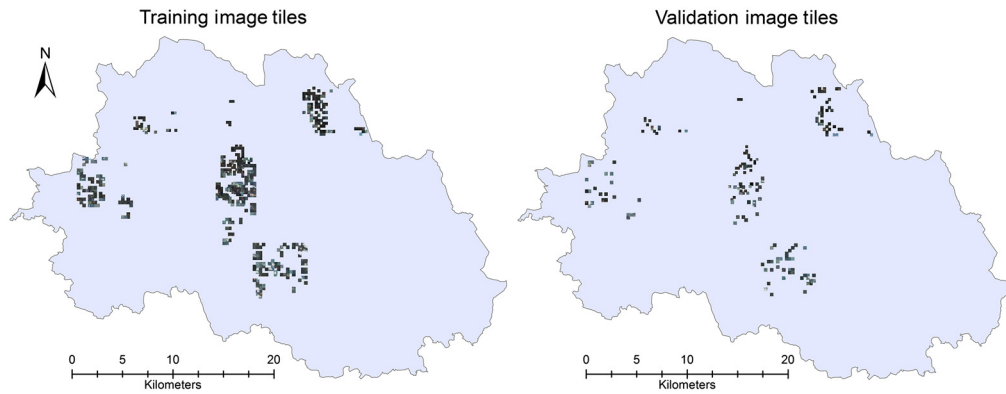 Training image tiles
Validation image tiles
N
0 5 10 20
Kilometers
0 5 10 20
Kilometers